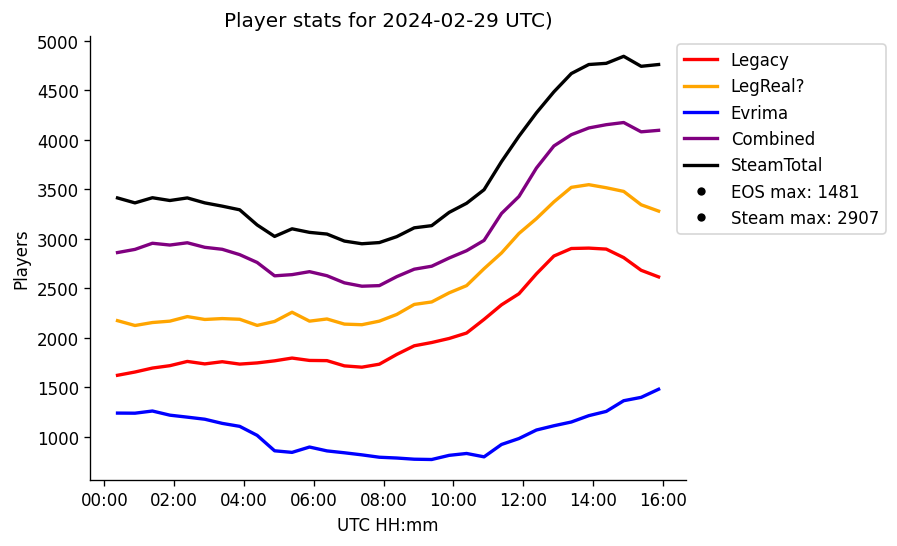 Player stats for 2024-02-29 UTC)
5000
4500
4000
3500
3000
2500
2000
1500
1000
Players
00:00 02:00 04:00 06:00 08:00 10:00 12:00 14:00 16:00
UTC HH:mm
Legacy
LegReal?
Evrima
Combined
SteamTotal
EOS max: 1481
Steam max: 2907